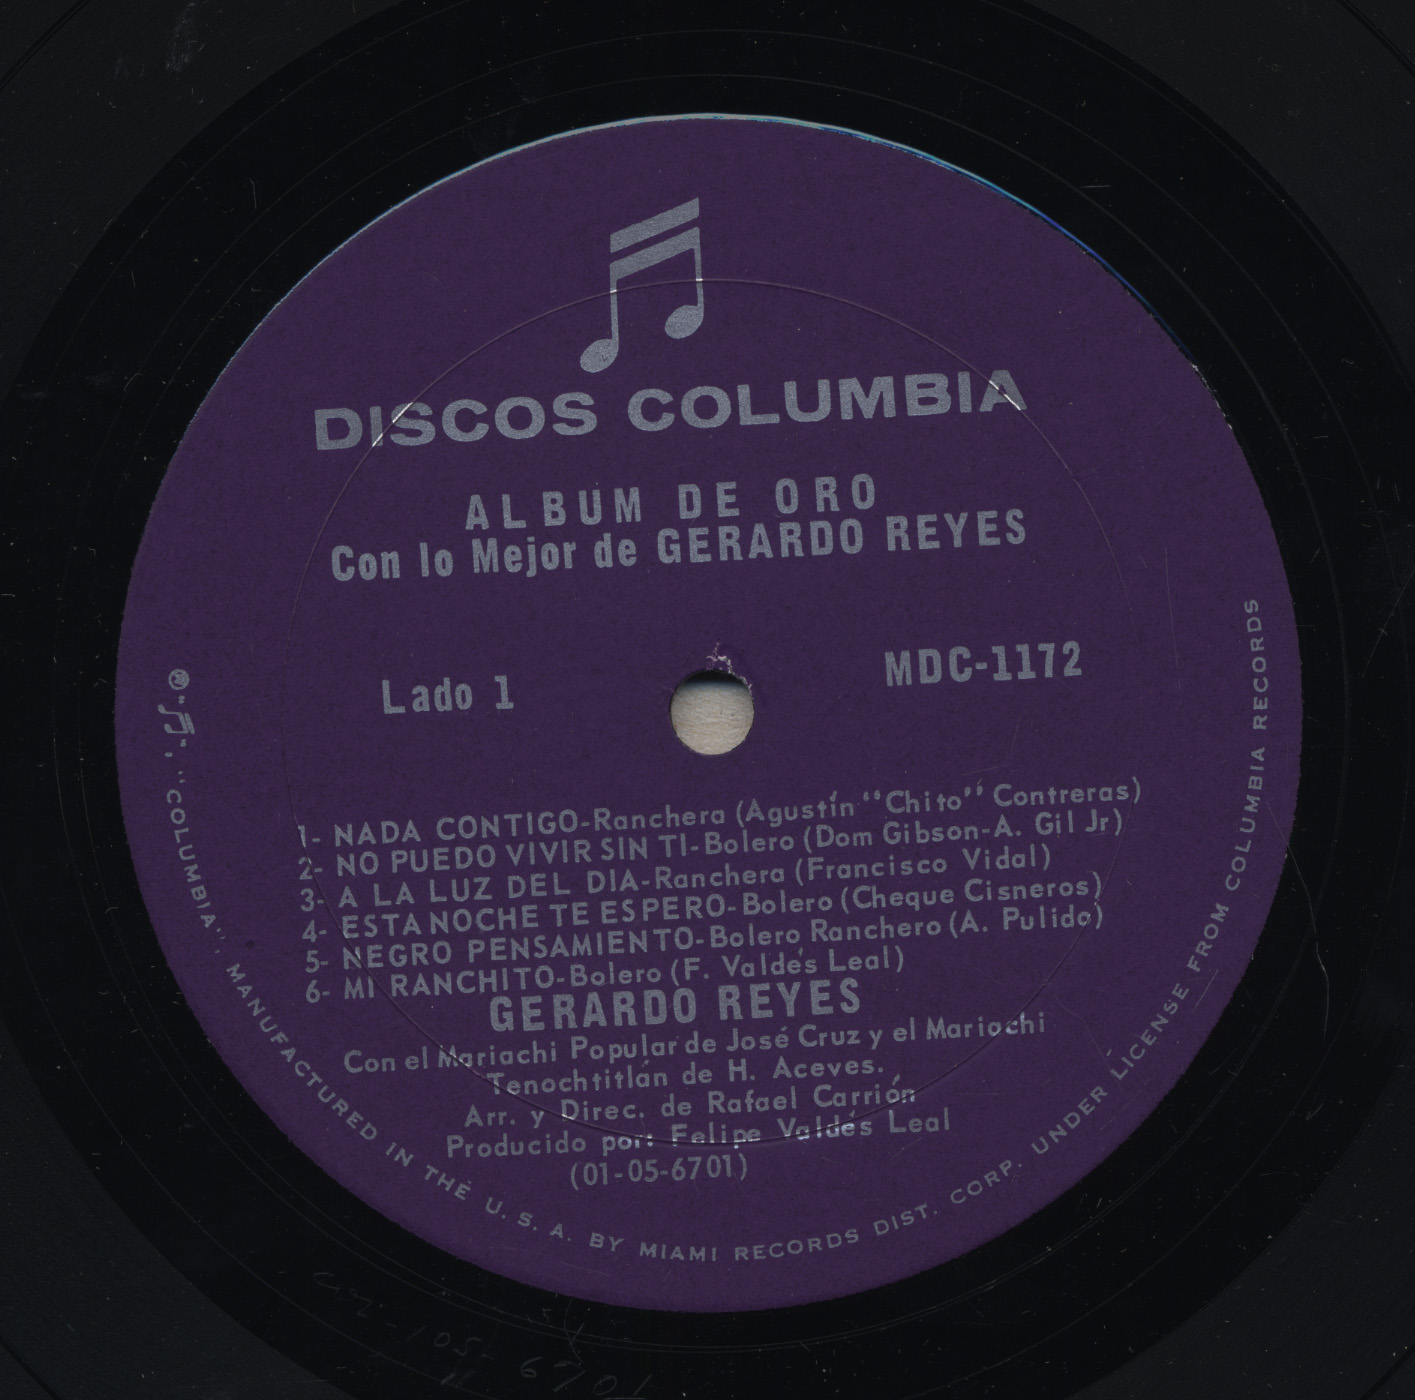 DISCOS COLUMBIA
ALBUM DE ORO
Con lo Mejor de GERARDO REYES
Lado 1
MDC-1172
1- NADA CONTIGO-Ranchera (Agustín "Chito" Contreras)
2- NO PUEDO VIVIR SIN TI-Bolero (Dom Gibson-A. Gil Jr)
3- A LA LUZ DEL DIA-Ranchera (Francisco Vidal)
4- ESTA NOCHE TE ESPERO-Bolero (Cheque Cisneros)
5- NEGRO PENSAMIENTO-Bolero Ranchero (A. Pulido)
6- MI RANCHITO-Bolero (F. Valdés Leal)
GERARDO REYES
Con el Mariachi Popular de José Cruz y el Mariachi
Tenochtitlán de H. Aceves.
Arr. y Direc. de Rafael Carrión
Producido por: Felipe Valdés Leal
(01-05-6701)
"COLUMBIA", MANUFACTURED IN THE U. S. A. BY MIAMI RECORDS DIST. CORP. UNDER LICENSE FROM COLUMBIA RECORDS